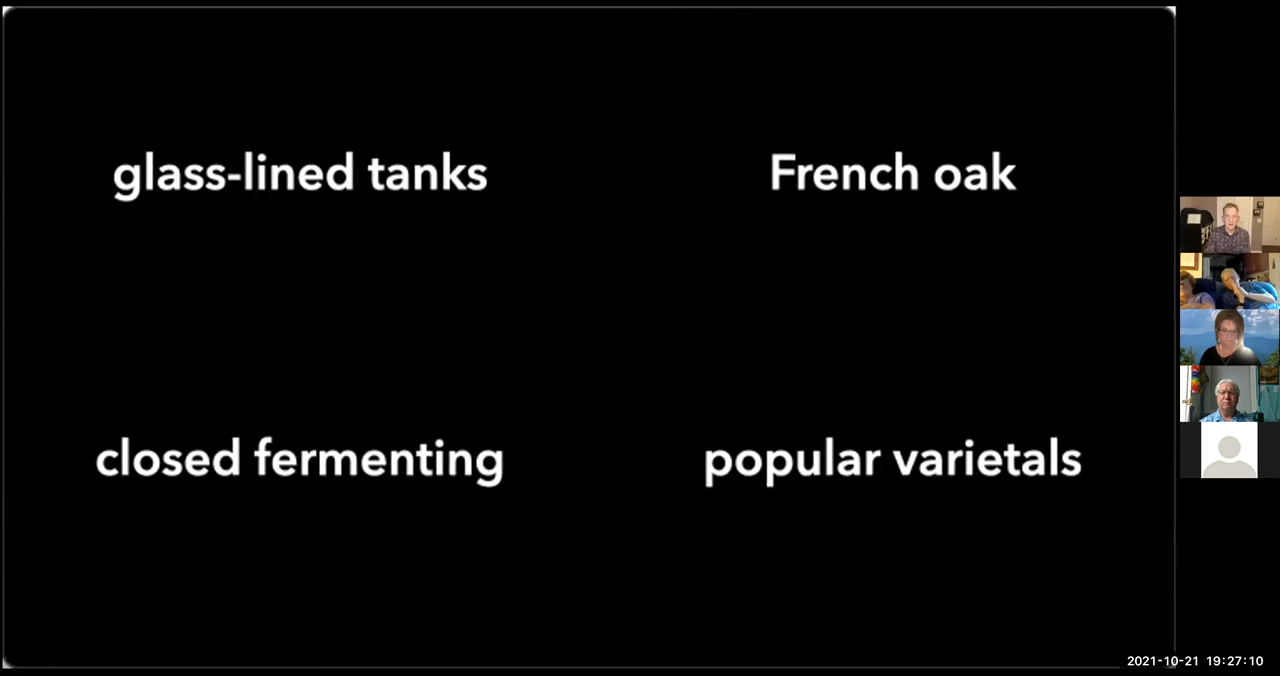 glass-lined tanks
French oak
closed fermenting
popular varietals
2021-10-21 19:27:10